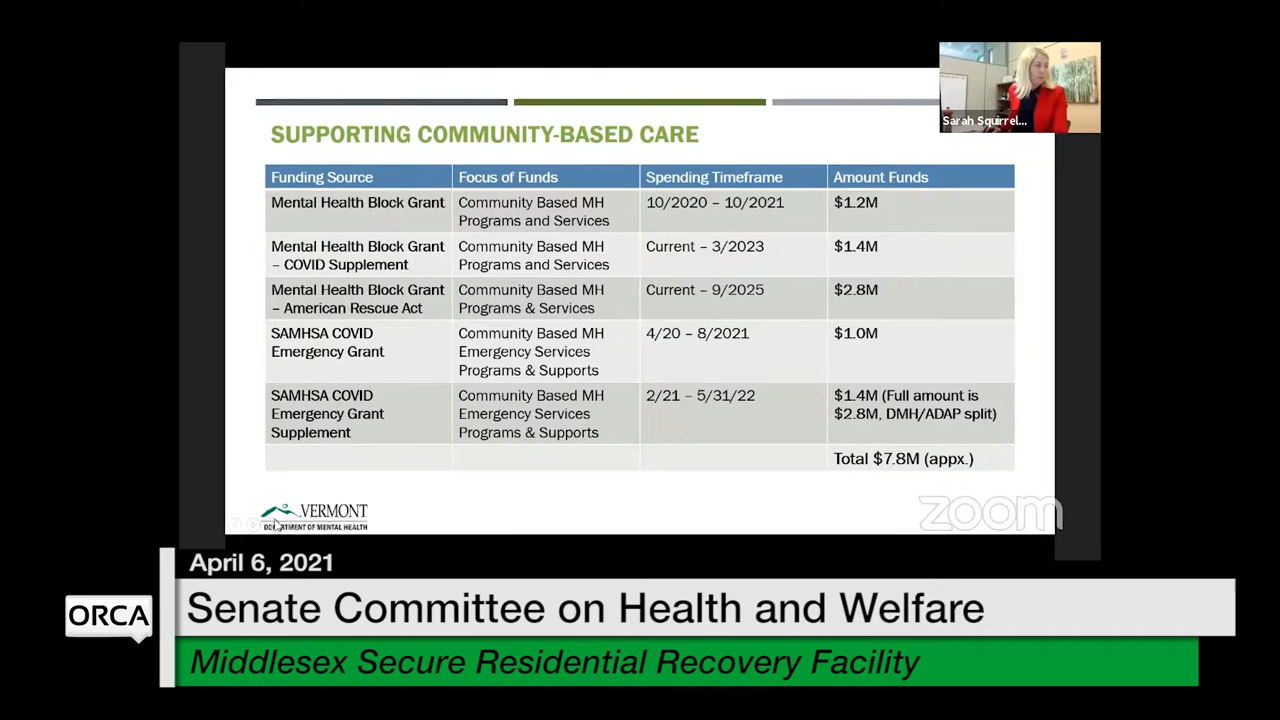 Sarah Squirrel...
SUPPORTING COMMUNITY-BASED CARE
Funding Source
Focus of Funds
Spending Timeframe
Amount Funds
Mental Health Block Grant
Community Based MH
Programs and Services
10/2020 – 10/2021
$1.2M
Mental Health Block Grant
– COVID Supplement
Community Based MH
Programs and Services
Current – 3/2023
$1.4M
Mental Health Block Grant
– American Rescue Act
Community Based MH
Programs & Services
Current – 9/2025
$2.8M
SAMHSA COVID
Emergency Grant
Community Based MH
Emergency Services
Programs & Supports
4/20 – 8/2021
$1.0M
SAMHSA COVID
Emergency Grant
Supplement
Community Based MH
Emergency Services
Programs & Supports
2/21 – 5/31/22
$1.4M (Full amount is
$2.8M, DMH/ADAP split)
Total $7.8M (appx.)
VERMONT
DEPARTMENT OF MENTAL HEALTH
zoom
April 6, 2021
ORCA
Senate Committee on Health and Welfare
Middlesex Secure Residential Recovery Facility